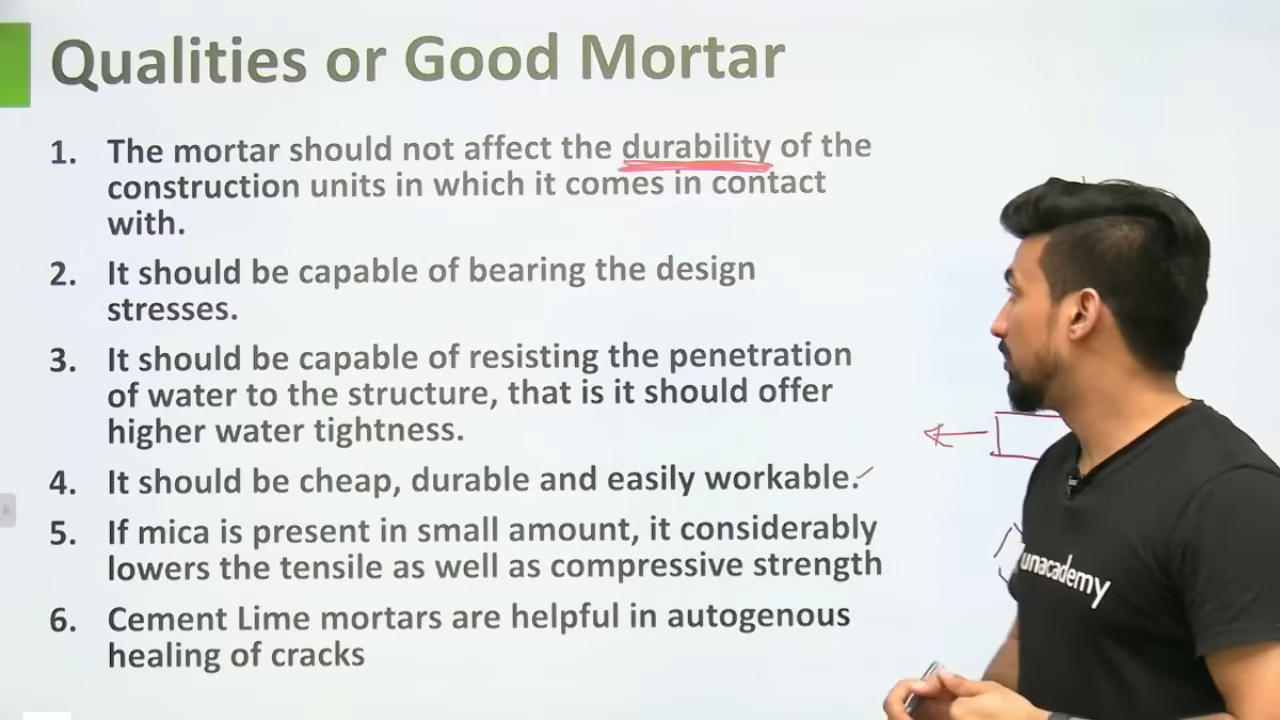 Qualities or Good Mortar
1. The mortar should not affect the durability of the
construction units in which it comes in contact
with.
2. It should be capable of bearing the design
stresses.
3. It should be capable of resisting the penetration
of water to the structure, that is it should offer
higher water tightness.
4. It should be cheap, durable and easily workable.
5. If mica is present in small amount, it considerably
lowers the tensile as well as compressive strength
6. Cement Lime mortars are helpful in autogenous
healing of cracks
unacademy